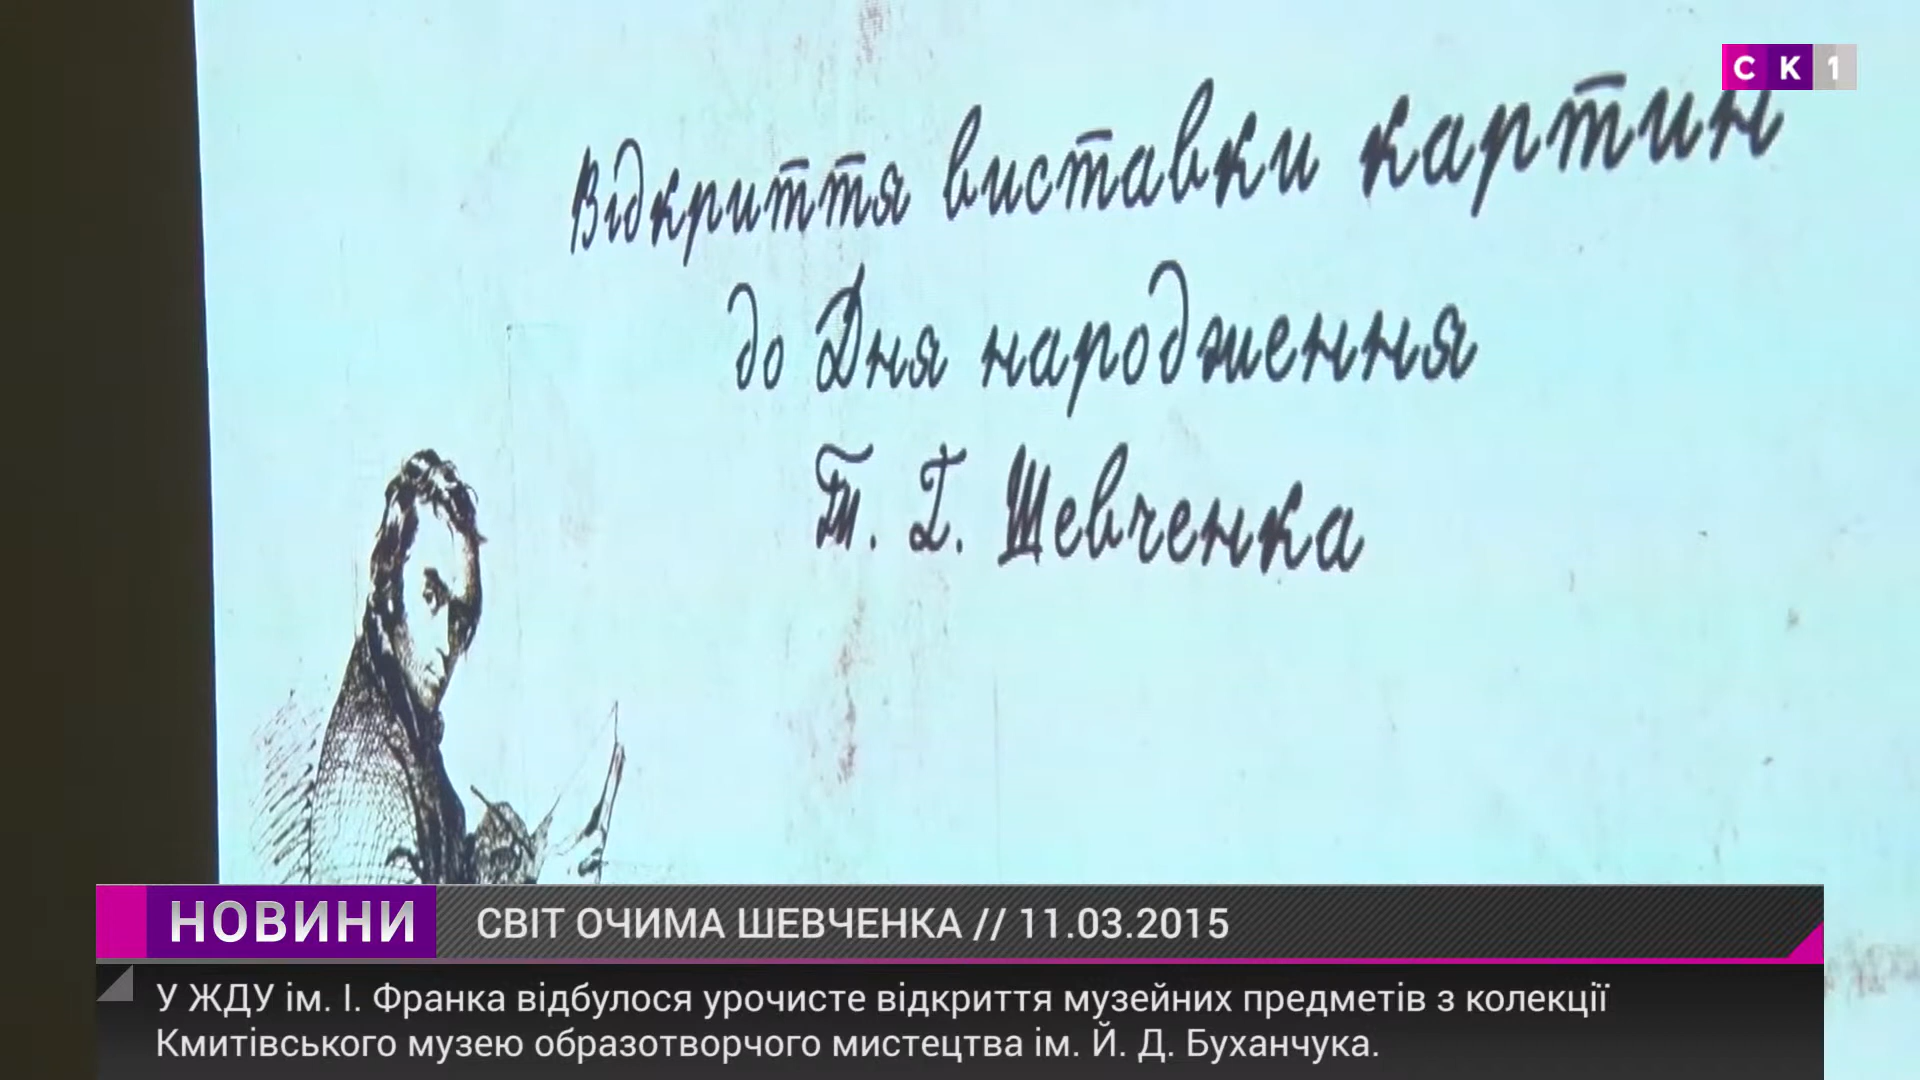 СК1
Відкриття виставки картин
до Дня народження
Т. Г. Шевченка
НОВИНИ
СВІТ ОЧИМА ШЕВЧЕНКА // 11.03.2015
У ЖДУ ім. І. Франка відбулося урочисте відкриття музейних предметів з колекції
Кмитівського музею образотворчого мистецтва ім. Й. Д. Буханчука.